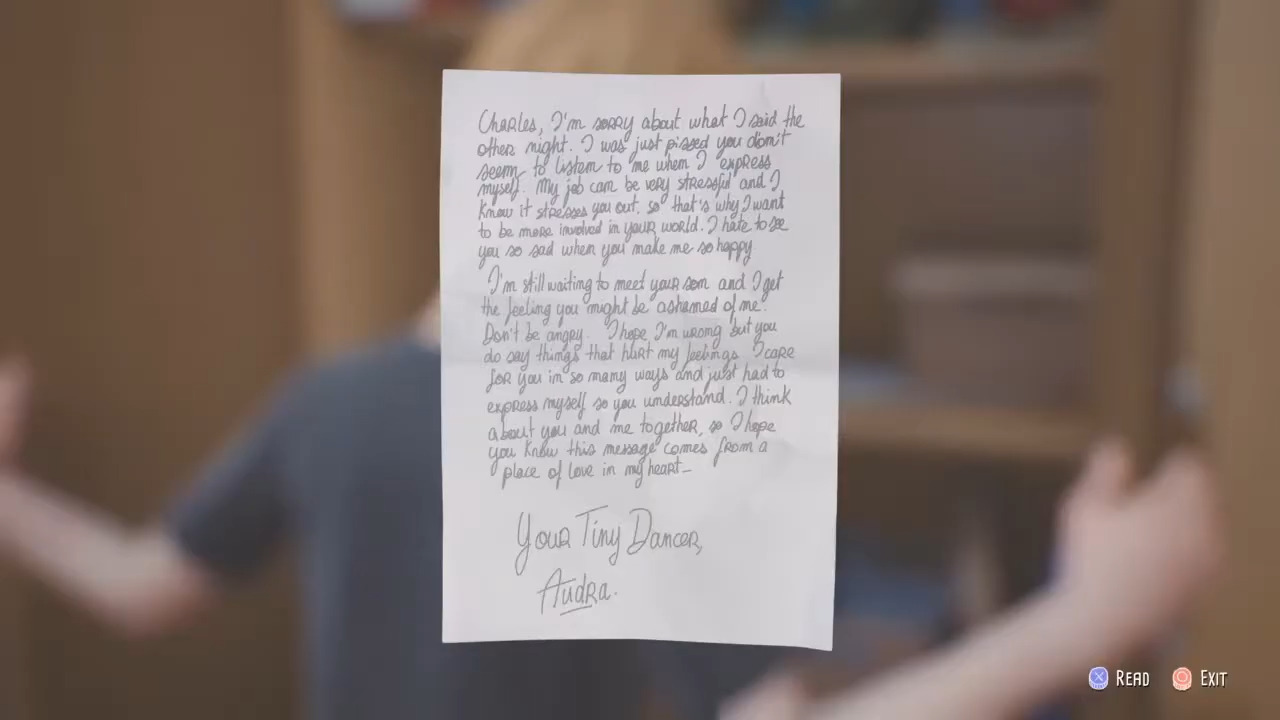 Charles, I'm sorry about what I said the
other night. I was just pissed you didn't
seem to listen to me when I express
myself. My job can be very stressful and I
know it stresses you out, so that's why I want
to be more involved in your world. I hate to see
you so sad when you make me so happy.
I'm still waiting to meet your son and I get
the feeling you might be ashamed of me.
Don't be angry. I hope I'm wrong but you
do say things that hurt my feelings. I care
for you in so many ways and just had to
express myself so you understand. I think
about you and me together, so I hope
you know this message comes from a
place of love in my heart—
Your Tiny Dancer,
Audra.
READ EXIT